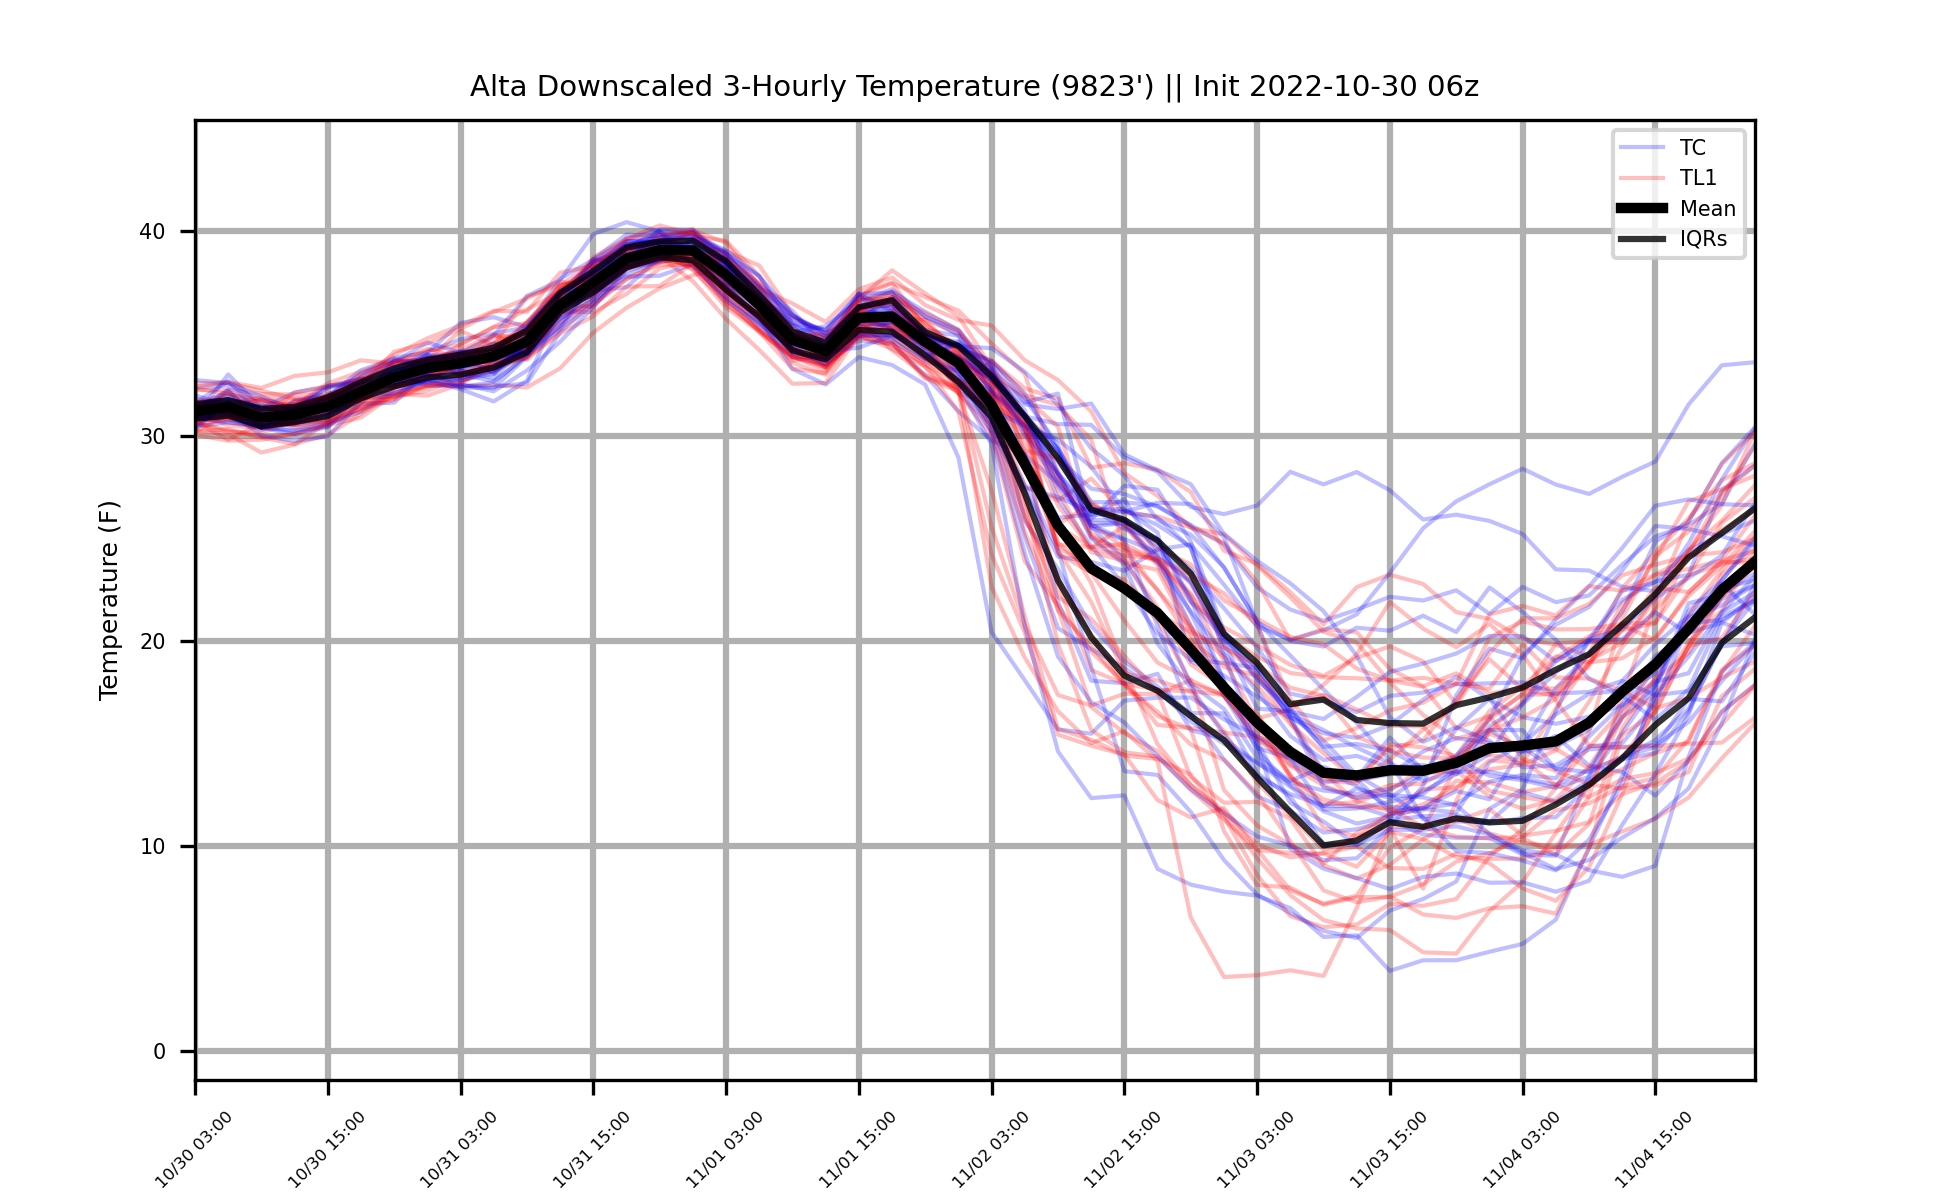 Alta Downscaled 3-Hourly Temperature (9823') || Init 2022-10-30 06z
TC
TL1
Mean
IQRs
Temperature (F)
40
30
20
10
0
10/30 03:00
10/30 15:00
10/31 03:00
10/31 15:00
11/01 03:00
11/01 15:00
11/02 03:00
11/02 15:00
11/03 03:00
11/03 15:00
11/04 03:00
11/04 15:00